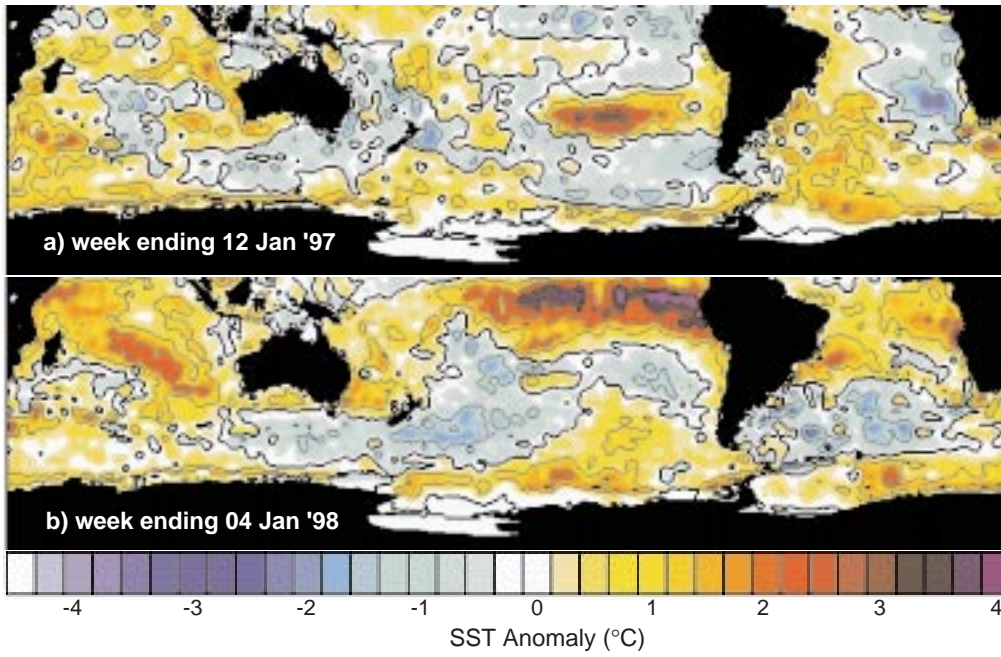 a) week ending 12 Jan '97
b) week ending 04 Jan '98
-4 -3 -2 -1 0 1 2 3 4
SST Anomaly (°C)